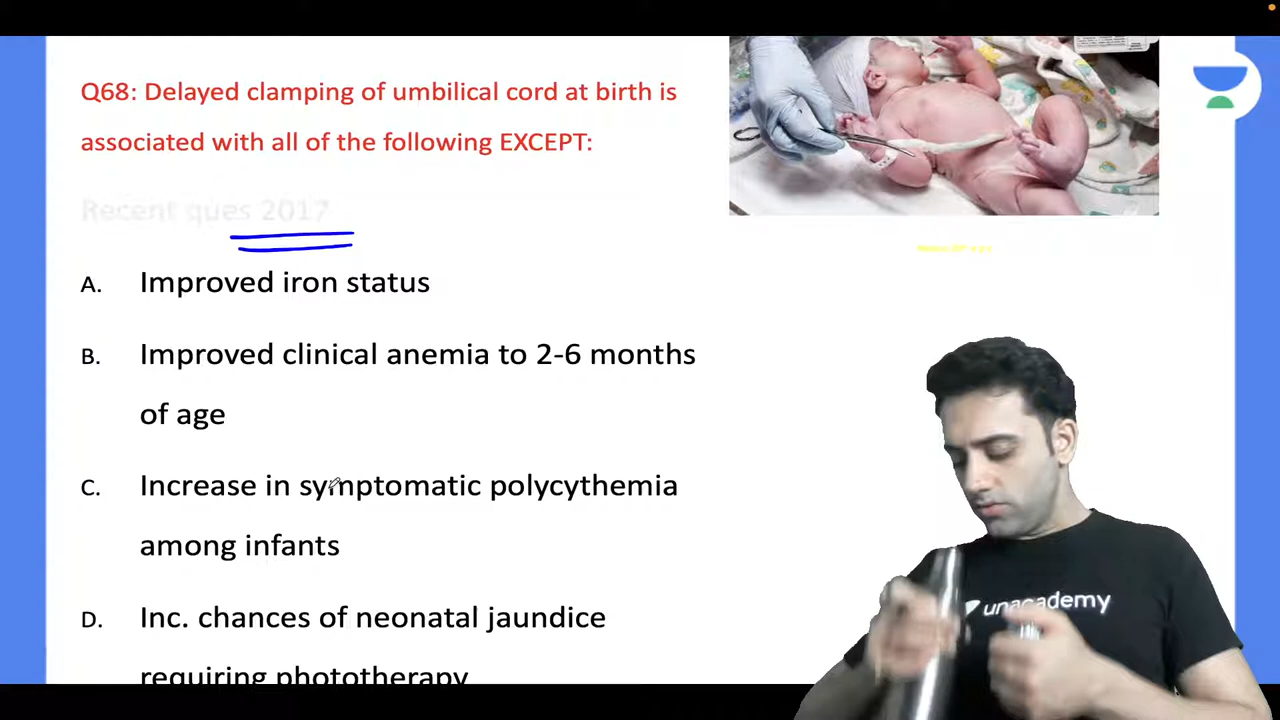 Q68: Delayed clamping of umbilical cord at birth is
associated with all of the following EXCEPT:
Recent ques 2017
A. Improved iron status
B. Improved clinical anemia to 2-6 months
of age
C. Increase in symptomatic polycythemia
among infants
D. Inc. chances of neonatal jaundice
requiring phototherapy
unacademy